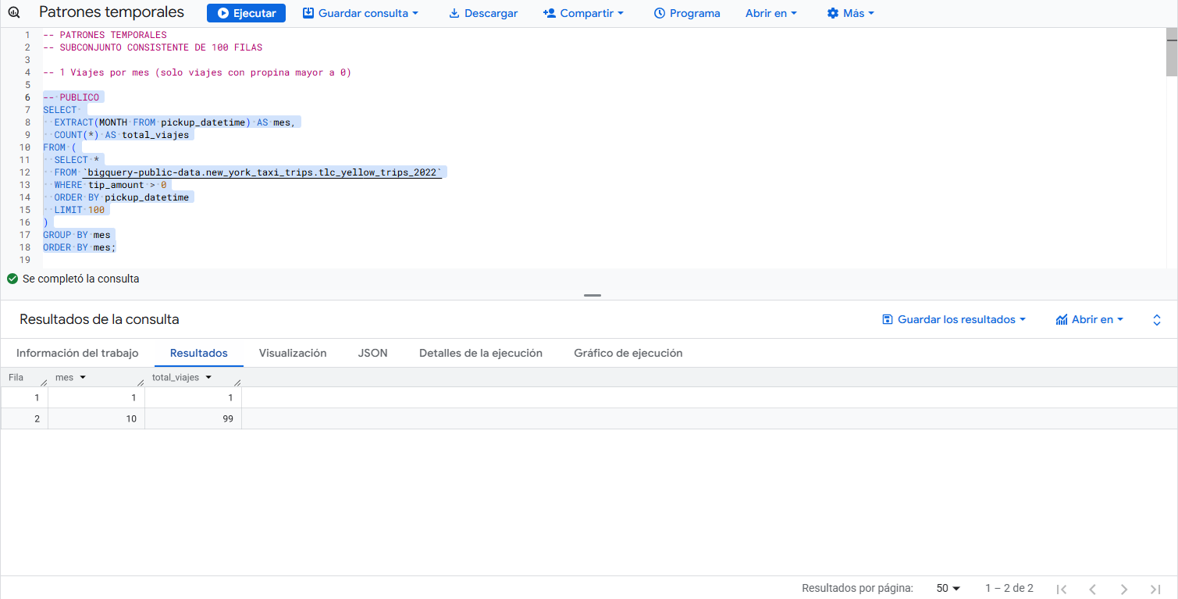 Patrones temporales Ejecutar Guardar consulta Descargar Compartir Programa Abrir en Más
1 -- PATRONES TEMPORALES
2 -- SUBCONJUNTO CONSISTENTE DE 100 FILAS
3
4 -- 1 Viajes por mes (solo viajes con propina mayor a 0)
5
6 -- PUBLICO
7 SELECT
8 EXTRACT(MONTH FROM pickup_datetime) AS mes,
9 COUNT(*) AS total_viajes
10 FROM (
11 SELECT *
12 FROM `bigquery-public-data.new_york_taxi_trips.tlc_yellow_trips_2022`
13 WHERE tip_amount > 0
14 ORDER BY pickup_datetime
15 LIMIT 100
16 )
17 GROUP BY mes
18 ORDER BY mes;
19
Se completó la consulta
Resultados de la consulta Guardar los resultados Abrir en
Información del trabajo Resultados Visualización JSON Detalles de la ejecución Gráfico de ejecución
Fila mes total_viajes
1 1 1
2 10 99
Resultados por página: 50 1 – 2 de 2